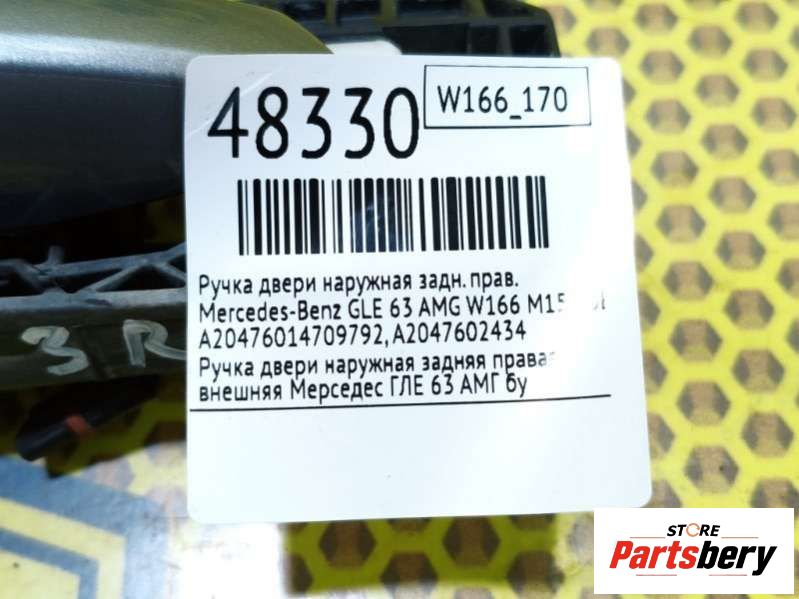 48330
W166_170
Ручка двери наружная задн. прав.
Mercedes-Benz GLE 63 AMG W166
A20476014709792, A2047602434
Ручка двери наружная задняя
внешняя Мерседес ГЛЕ 63 АМГ бу
3 R
STORE
Partsbery